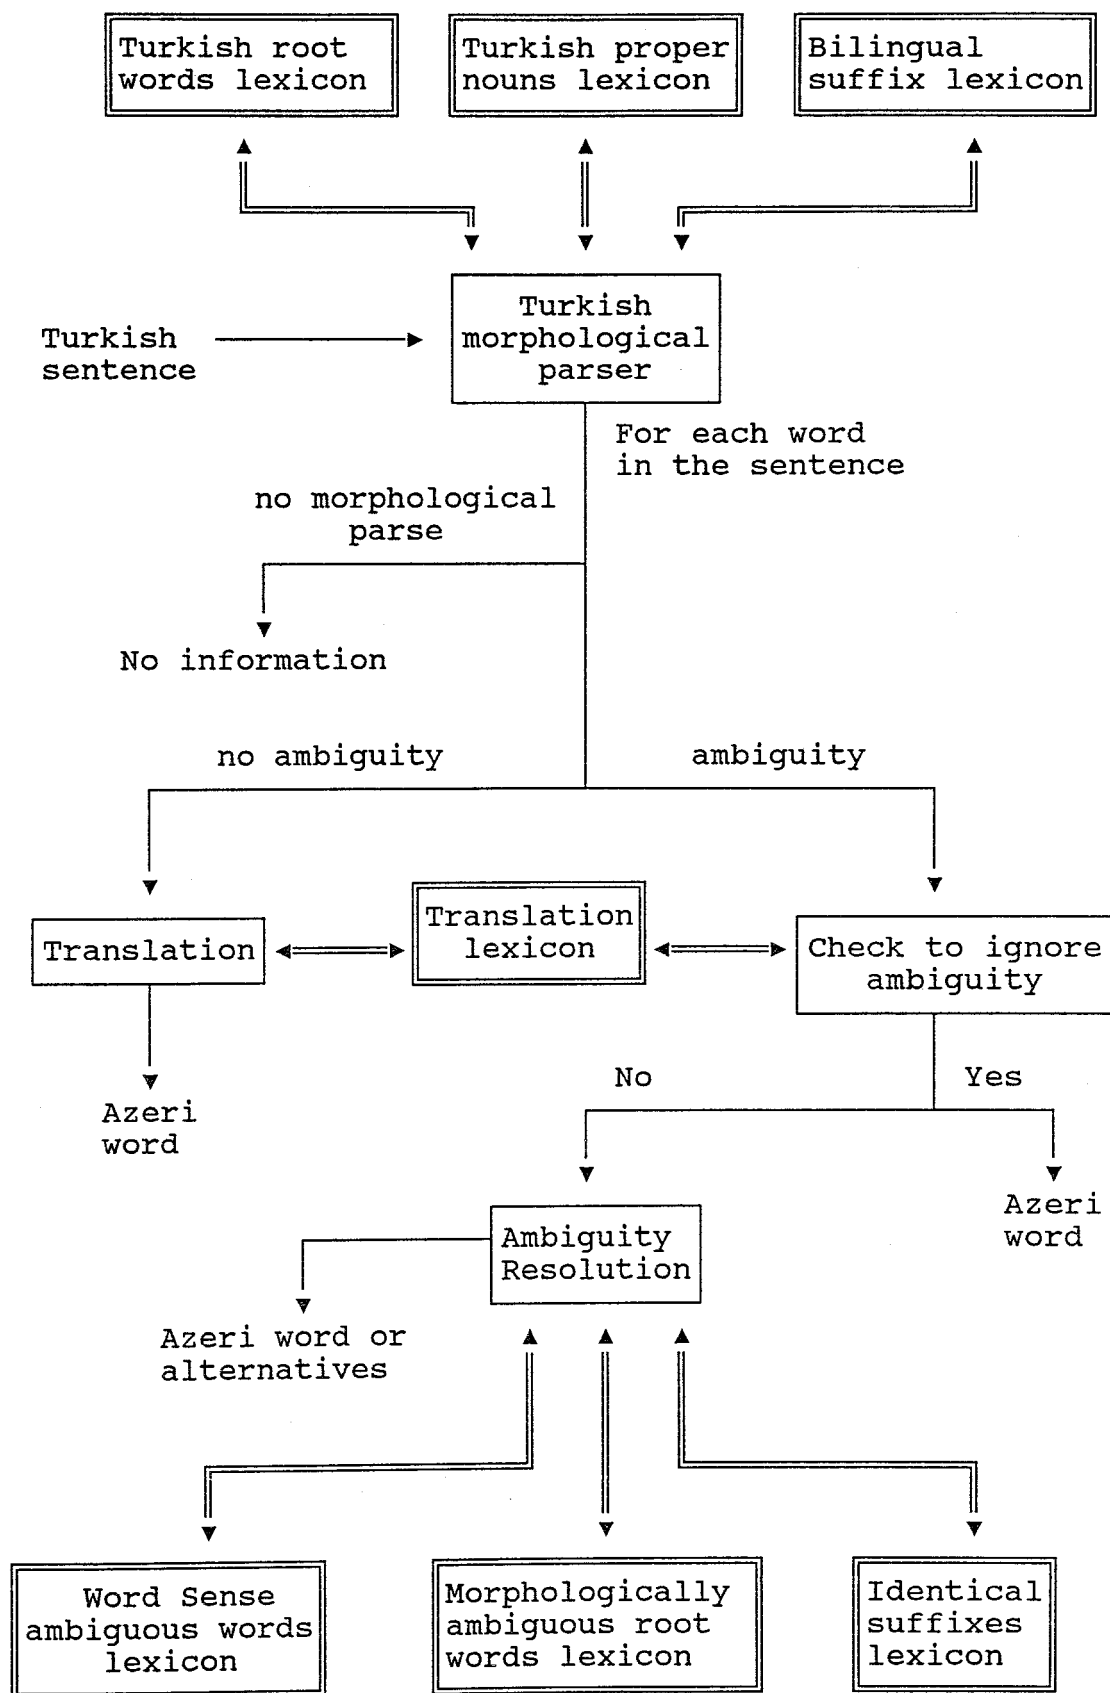 Turkish root
words lexicon
Turkish proper
nouns lexicon
Bilingual
suffix lexicon
Turkish
sentence
Turkish
morphological
parser
For each word
in the sentence
no morphological
parse
No information
no ambiguity
ambiguity
Translation
Translation
lexicon
Check to ignore
ambiguity
Azeri
word
No
Yes
Ambiguity
Resolution
Azeri
word
Azeri word or
alternatives
Word Sense
ambiguous words
lexicon
Morphologically
ambiguous root
words lexicon
Identical
suffixes
lexicon